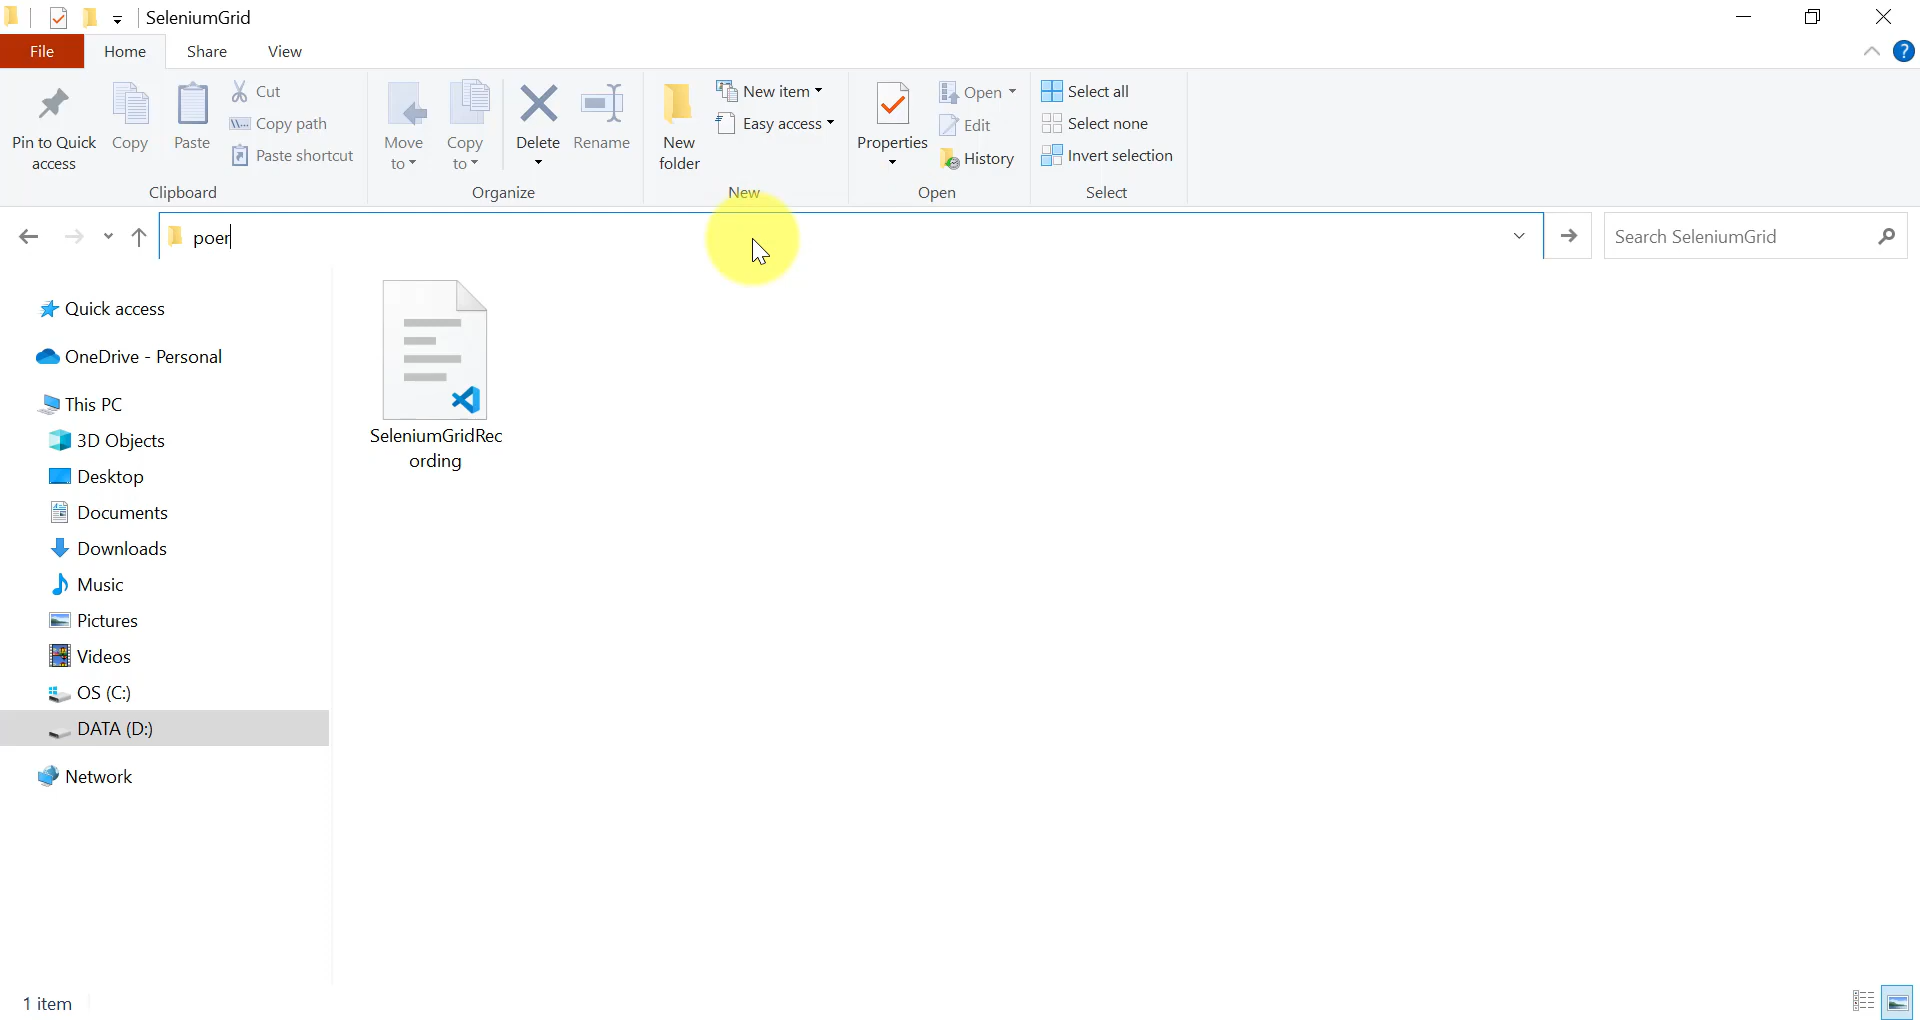 SeleniumGrid
File
Home
Share
View
?
Pin to Quick
access
Copy
Paste
Cut
Copy path
Paste shortcut
Clipboard
Move
to
Copy
to
Delete
Rename
Organize
New
folder
New item
Easy access
New
Properties
Open
Edit
History
Open
Select all
Select none
Invert selection
Select
poer
Search SeleniumGrid
Quick access
OneDrive - Personal
This PC
3D Objects
Desktop
Documents
Downloads
Music
Pictures
Videos
OS (C:)
DATA (D:)
Network
SeleniumGridRec
ording
1 item